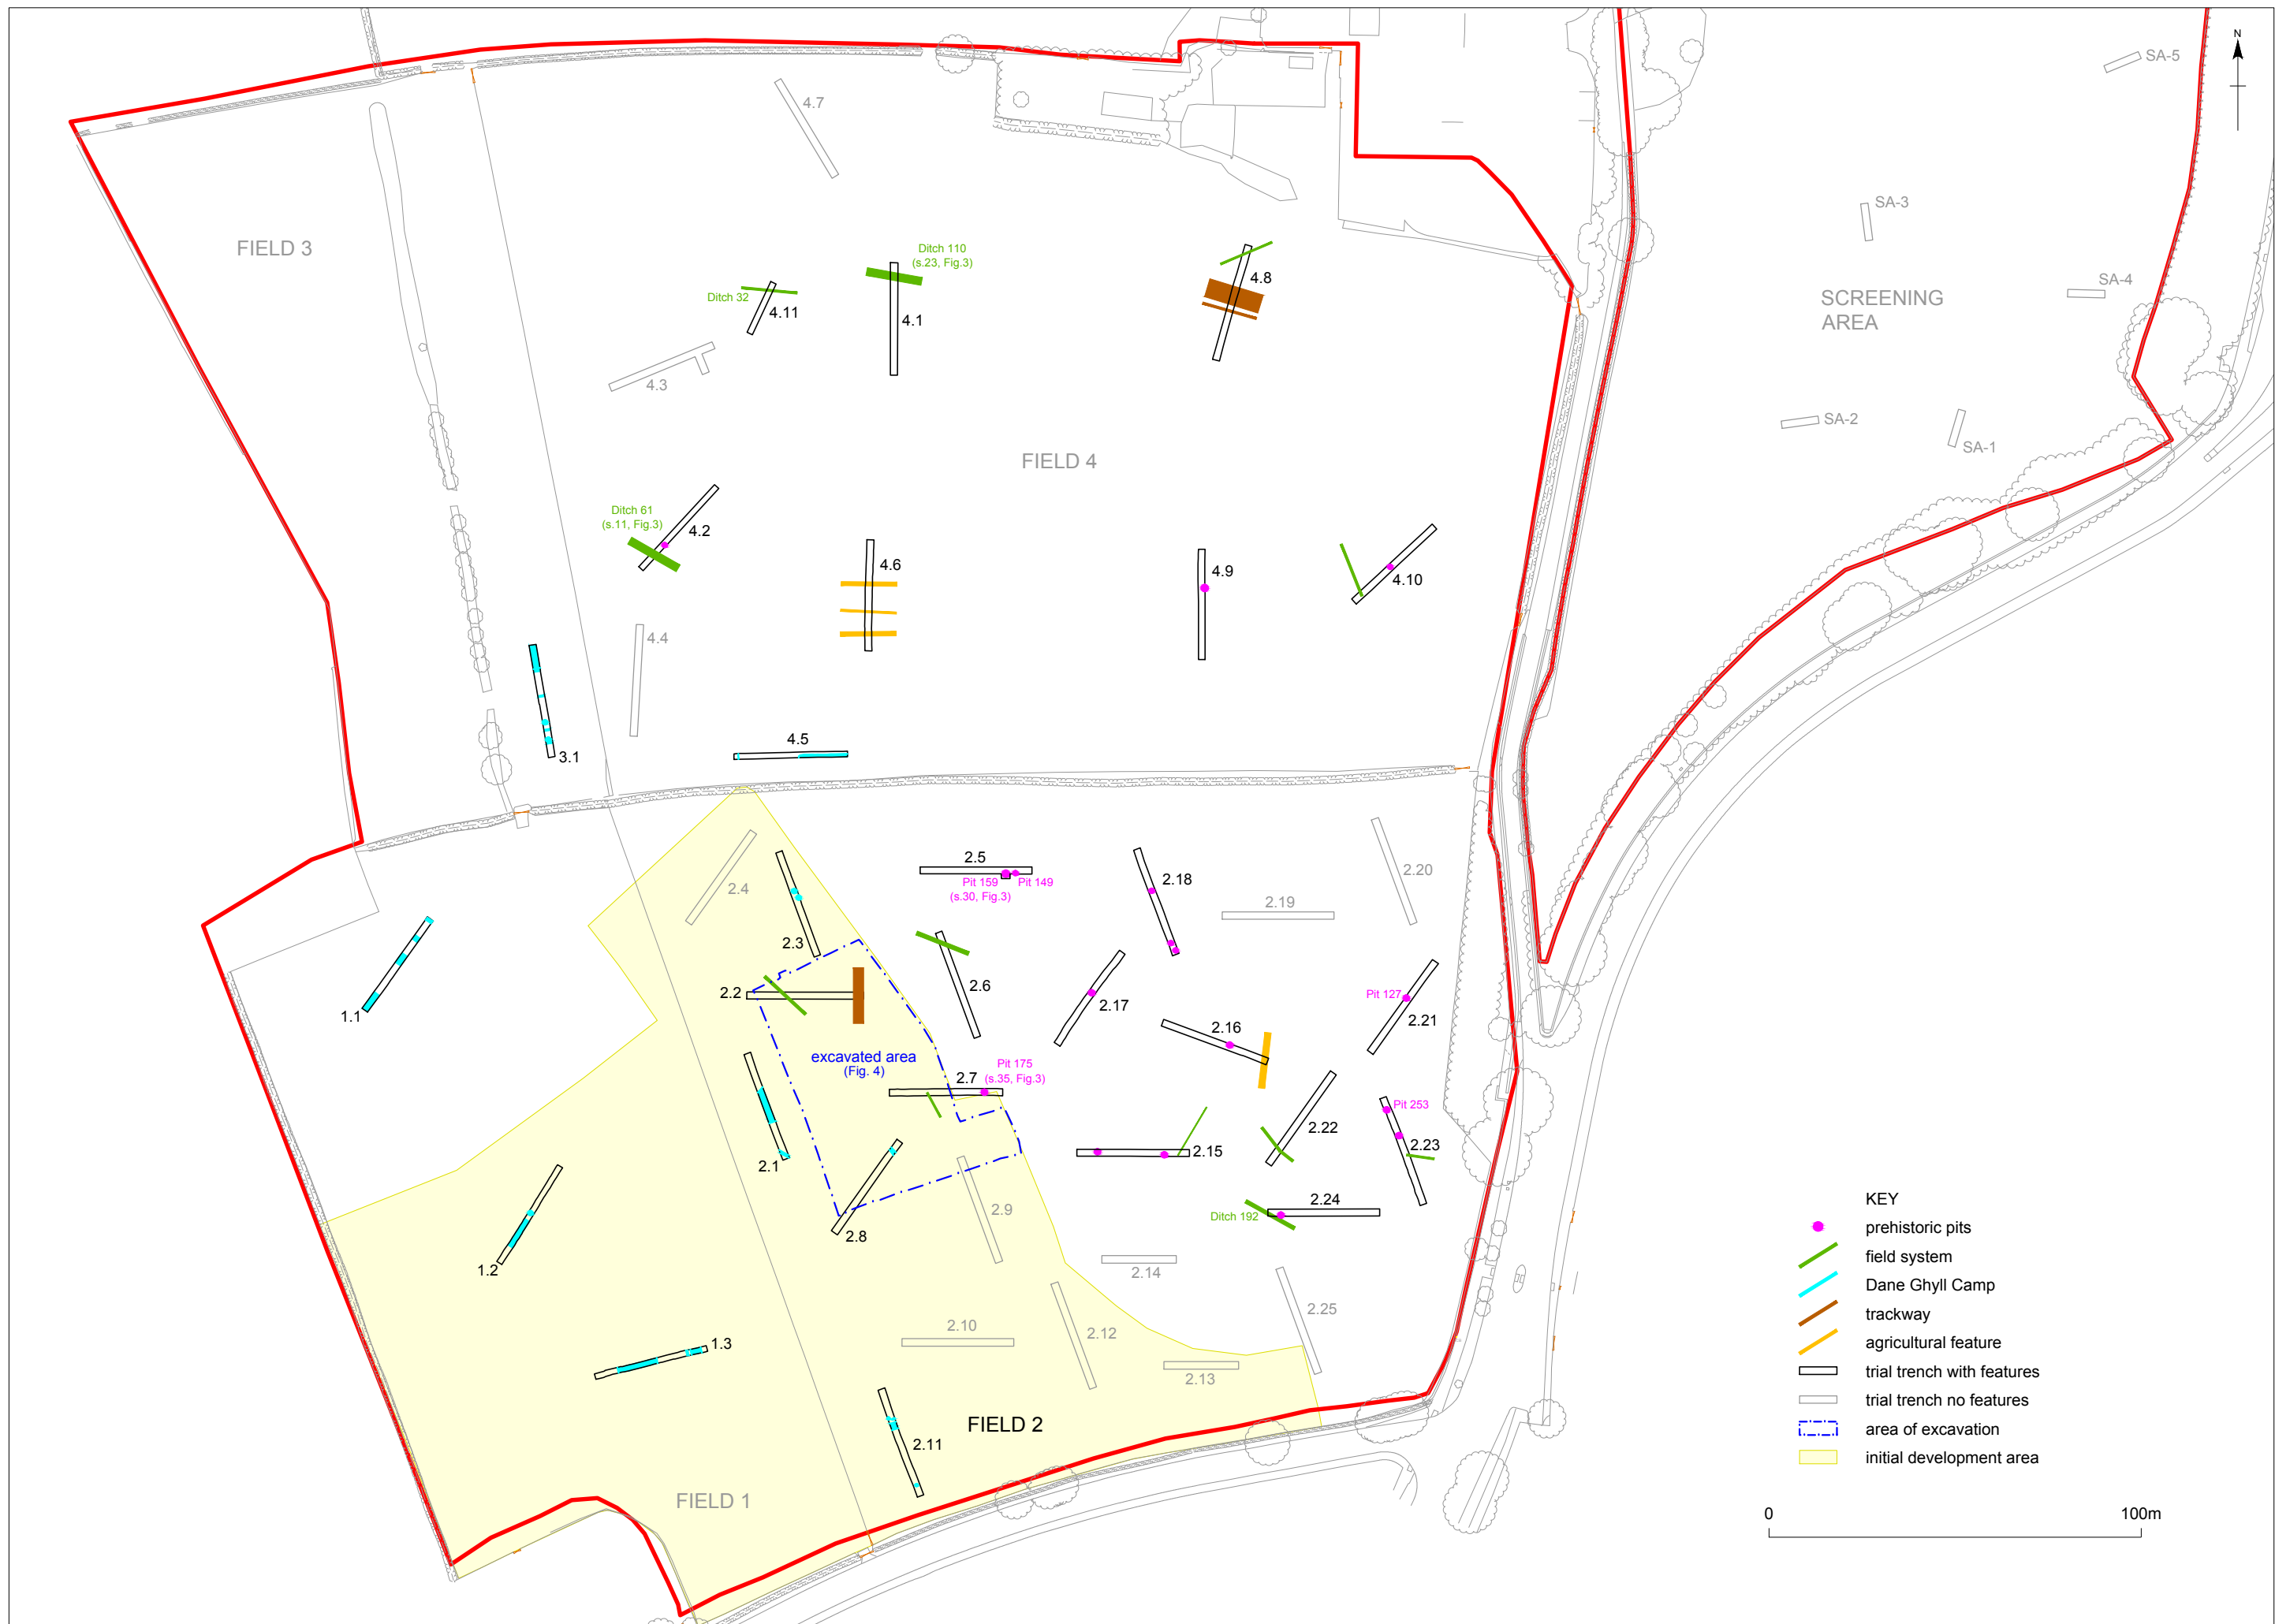 N
SA-5
4.7
SA-3
FIELD 3
Ditch 110
(s.23, Fig.3)
4.8
SA-4
SCREENING
AREA
Ditch 32
4.11
4.1
4.3
SA-2
SA-1
FIELD 4
Ditch 61
(s.11, Fig.3)
4.2
4.6
4.9
4.10
4.4
3.1
4.5
2.4
2.3
2.5
Pit 159
(s.30, Fig.3)
Pit 149
2.18
2.19
2.20
1.1
2.2
2.6
2.17
2.16
Pit 127
2.21
excavated area
(Fig. 4)
2.7
Pit 175
(s.35, Fig.3)
2.1
2.15
2.22
Pit 253
2.23
1.2
2.8
2.9
Ditch 192
2.24
2.14
1.3
2.10
2.12
2.13
2.25
2.11
FIELD 2
FIELD 1
KEY
prehistoric pits
field system
Dane Ghyll Camp
trackway
agricultural feature
trial trench with features
trial trench no features
area of excavation
initial development area
0 100m